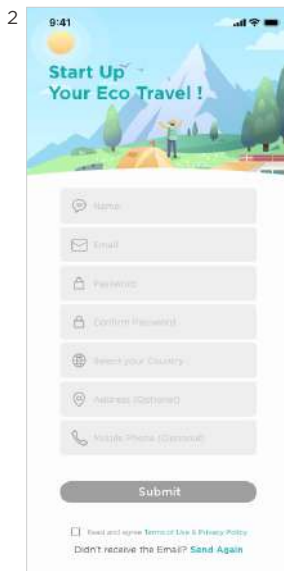 2
9:41
Start Up
Your Eco Travel !
Name
Email
Password
Confirm Password
Select your Country
Address (Optional)
Mobile Phone (Optional)
Submit
Read and agree Terms of Use & Privacy Policy
Didn't receive the Email? Send Again